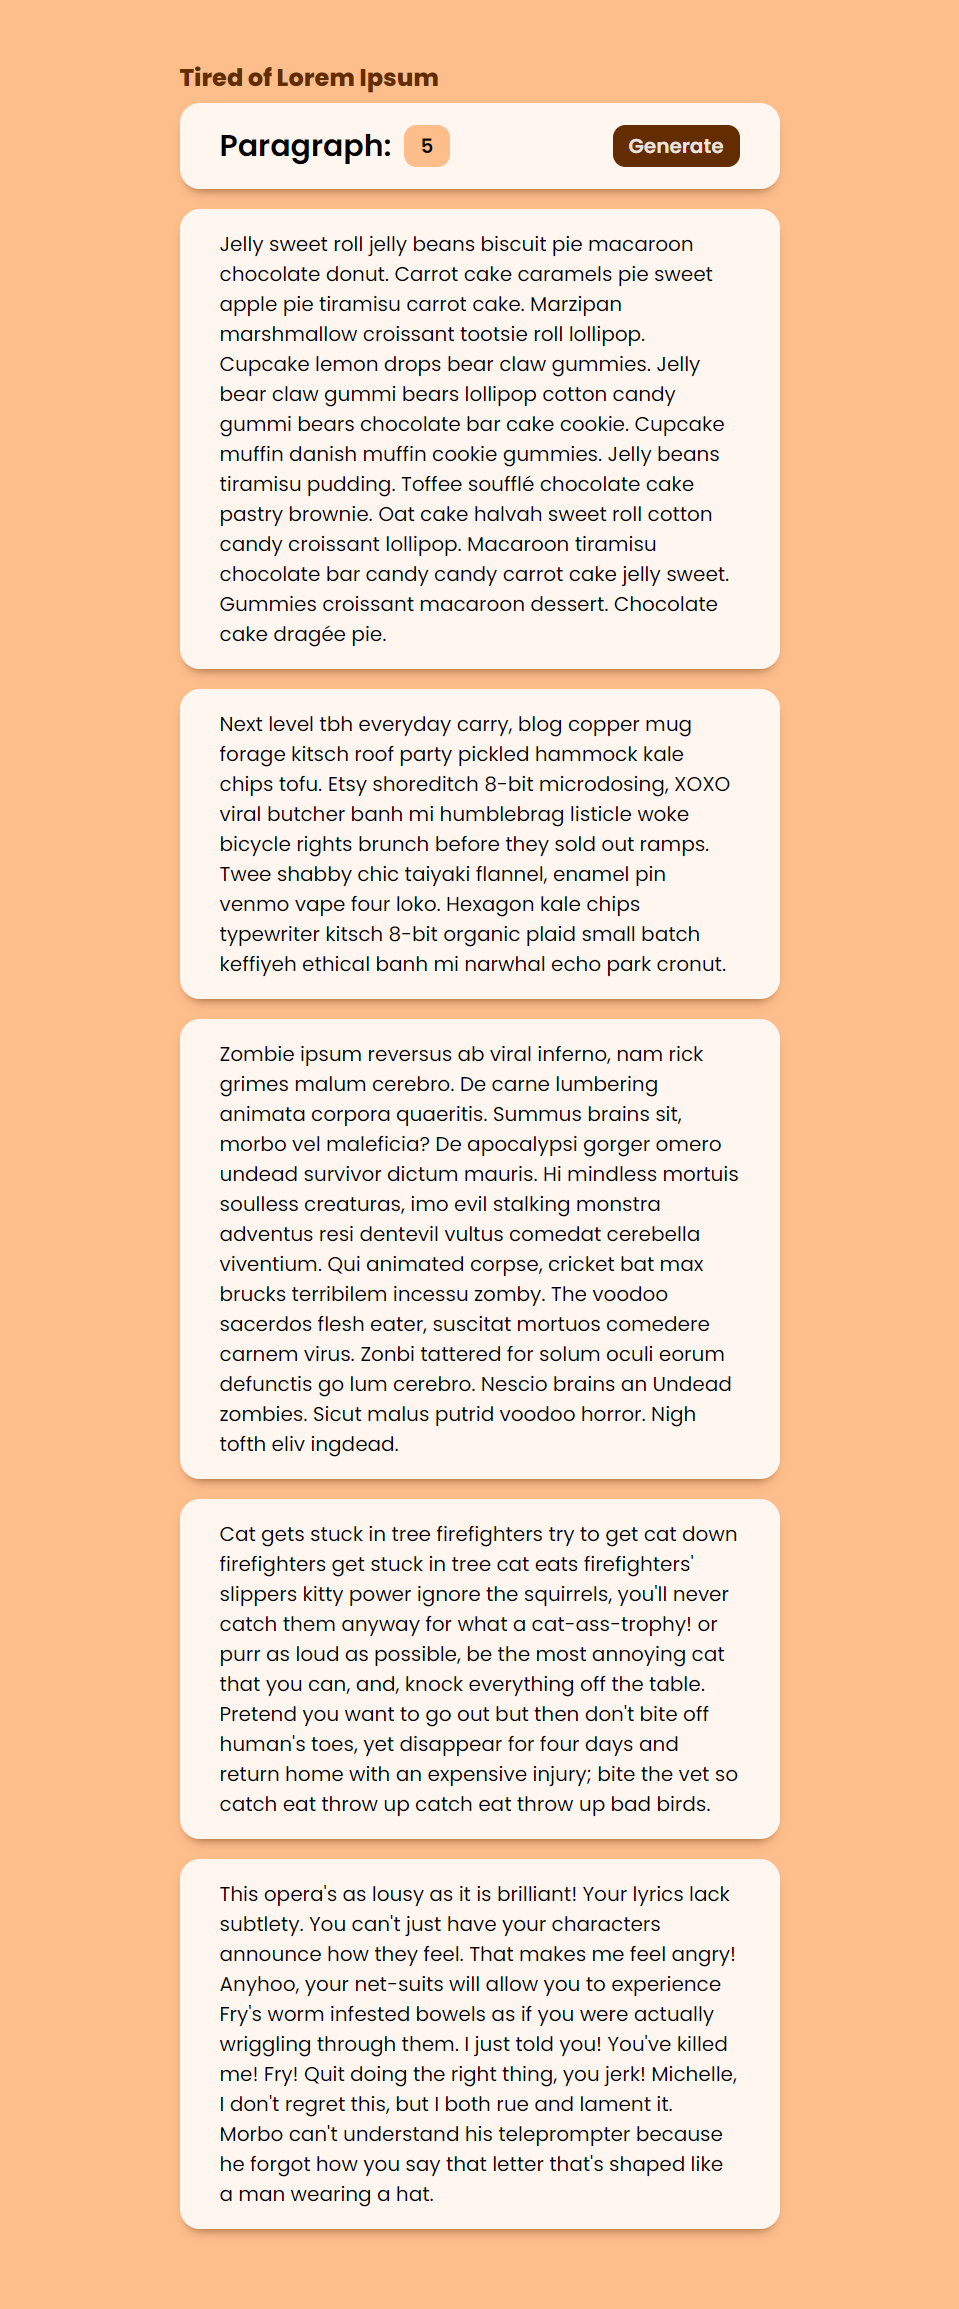 Tired of Lorem Ipsum
Paragraph: 5 Generate
Jelly sweet roll jelly beans biscuit pie macaroon
chocolate donut. Carrot cake caramels pie sweet
apple pie tiramisu carrot cake. Marzipan
marshmallow croissant tootsie roll lollipop.
Cupcake lemon drops bear claw gummies. Jelly
bear claw gummi bears lollipop cotton candy
gummi bears chocolate bar cake cookie. Cupcake
muffin danish muffin cookie gummies. Jelly beans
tiramisu pudding. Toffee soufflé chocolate cake
pastry brownie. Oat cake halvah sweet roll cotton
candy croissant lollipop. Macaroon tiramisu
chocolate bar candy candy carrot cake jelly sweet.
Gummies croissant macaroon dessert. Chocolate
cake dragée pie.
Next level tbh everyday carry, blog copper mug
forage kitsch roof party pickled hammock kale
chips tofu. Etsy shoreditch 8-bit microdosing, XOXO
viral butcher banh mi humblebrag listicle woke
bicycle rights brunch before they sold out ramps.
Twee shabby chic taiyaki flannel, enamel pin
venmo vape four loko. Hexagon kale chips
typewriter kitsch 8-bit organic plaid small batch
keffiyeh ethical banh mi narwhal echo park cronut.
Zombie ipsum reversus ab viral inferno, nam rick
grimes malum cerebro. De carne lumbering
animata corpora quaeritis. Summus brains sit,
morbo vel maleficia? De apocalypsi gorger omero
undead survivor dictum mauris. Hi mindless mortuis
soulless creaturas, imo evil stalking monstra
adventus resi dentevil vultus comedat cerebella
viventium. Qui animated corpse, cricket bat max
brucks terribilem incessu zomby. The voodoo
sacerdos flesh eater, suscitat mortuos comedere
carnem virus. Zonbi tattered for solum oculi eorum
defunctis go lum cerebro. Nescio brains an Undead
zombies. Sicut malus putrid voodoo horror. Nigh
tofth eliv ingdead.
Cat gets stuck in tree firefighters try to get cat down
firefighters get stuck in tree cat eats firefighters'
slippers kitty power ignore the squirrels, you'll never
catch them anyway for what a cat-ass-trophy! or
purr as loud as possible, be the most annoying cat
that you can, and, knock everything off the table.
Pretend you want to go out but then don't bite off
human's toes, yet disappear for four days and
return home with an expensive injury; bite the vet so
catch eat throw up catch eat throw up bad birds.
This opera's as lousy as it is brilliant! Your lyrics lack
subtlety. You can't just have your characters
announce how they feel. That makes me feel angry!
Anyhoo, your net-suits will allow you to experience
Fry's worm infested bowels as if you were actually
wriggling through them. I just told you! You've killed
me! Fry! Quit doing the right thing, you jerk! Michelle,
I don't regret this, but I both rue and lament it.
Morbo can't understand his teleprompter because
he forgot how you say that letter that's shaped like
a man wearing a hat.